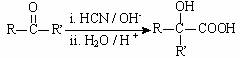 O
R—C—R'
i. HCN / OH-
ii. H2O / H+
OH
R—C—COOH
R'